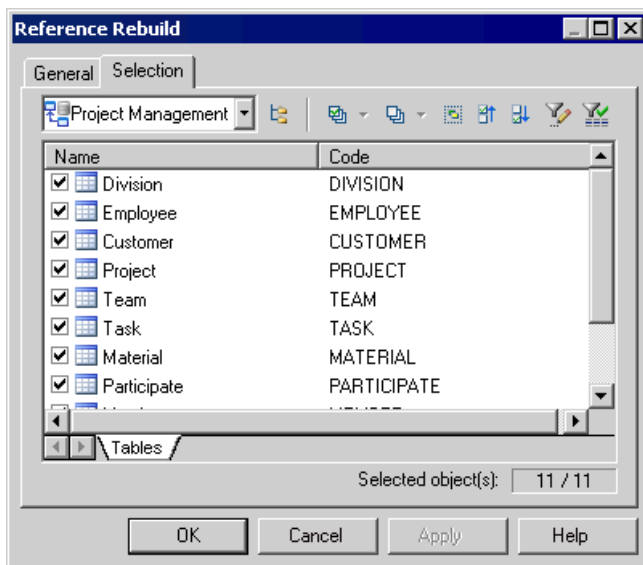 Reference Rebuild
General Selection
Project Management
Name Code
Division DIVISION
Employee EMPLOYEE
Customer CUSTOMER
Project PROJECT
Team TEAM
Task TASK
Material MATERIAL
Participate PARTICIPATE
Tables
Selected object(s): 11 / 11
OK Cancel Apply Help